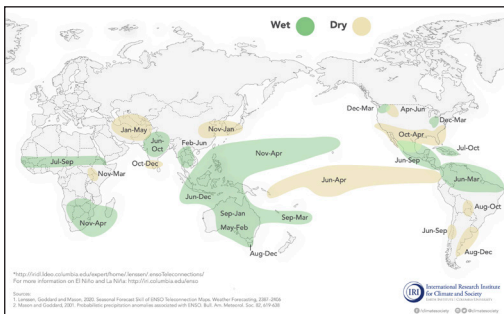 Wet
Dry
Dec-Mar
Apr-Jun
Dec-Mar
Jan-May
Nov-Jan
Oct-Apr
Jun-
Oct
Feb-Jun
Nov-Apr
Jul-Oct
Jul-Sep
Oct-Dec
Jun-Sep
Nov-Mar
Jun-Apr
Jun-Mar
Jun-Dec
Sep-Jan
Sep-Mar
Nov-Apr
May-Feb
Aug-Oct
Jun-Sep
Aug-Dec
Aug-Dec
*http://iridl.ldeo.columbia.edu/expert/home/.lenssen/.ensoTeleconnections/
For more information on El Niño and La Niña: http://iri.columbia.edu/enso
Sources:
1. Lenssen, Goddard and Mason. 2020. Seasonal Forecast Skill of ENSO Teleconnection Maps. Weather Forecasting, 2387-2406
2. Mason and Goddard, 2001. Probabilistic precipitation anomalies associated with ENSO. Bull. Am. Meteorol. Soc. 82, 619-638
IRI
International Research Institute
for Climate and Society
@climatesociety